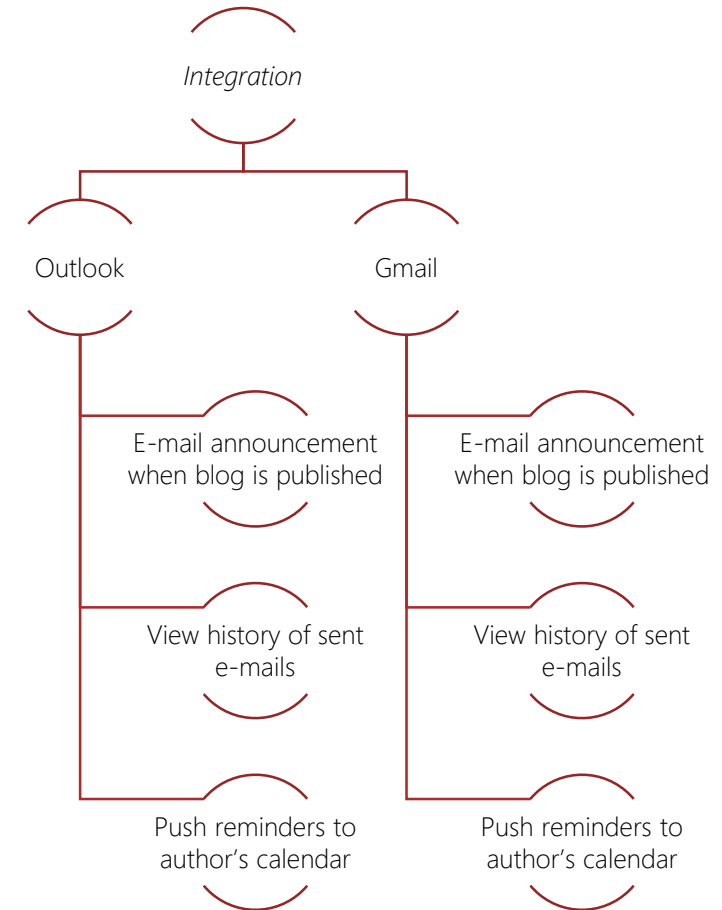 Integration
Outlook
Gmail
E-mail announcement
when blog is published
E-mail announcement
when blog is published
View history of sent
e-mails
View history of sent
e-mails
Push reminders to
author’s calendar
Push reminders to
author’s calendar